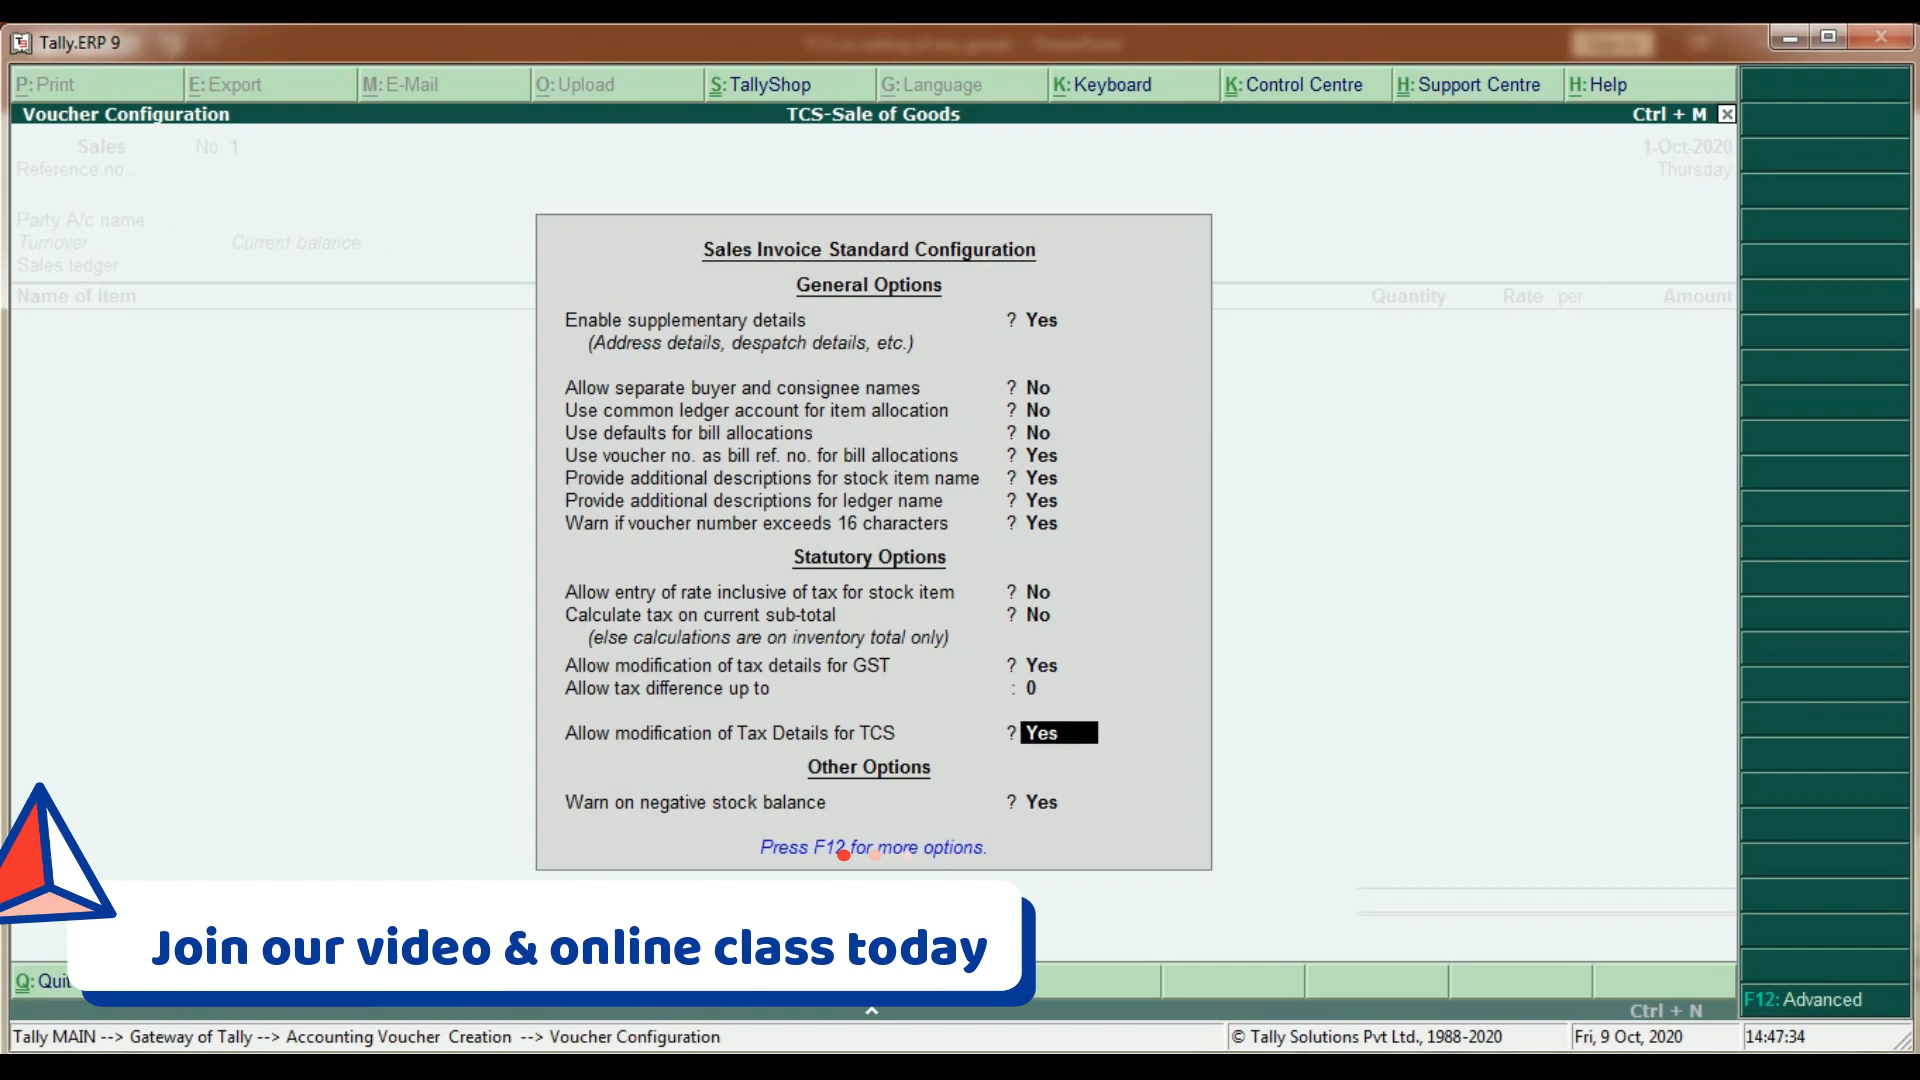 Tally.ERP 9
P: Print E: Export M: E-Mail O: Upload S: TallyShop G: Language K: Keyboard K: Control Centre H: Support Centre H: Help
Voucher Configuration TCS-Sale of Goods Ctrl + M
Sales No. 1 1-Oct-2020
Reference no.. Thursday
Party A/c name :
Turnover : Current balance
Sales ledger
Name of Item Quantity Rate per Amount
Sales Invoice Standard Configuration
General Options
Enable supplementary details ? Yes
(Address details, despatch details, etc.)
Allow separate buyer and consignee names ? No
Use common ledger account for item allocation ? No
Use defaults for bill allocations ? No
Use voucher no. as bill ref. no. for bill allocations ? Yes
Provide additional descriptions for stock item name ? Yes
Provide additional descriptions for ledger name ? Yes
Warn if voucher number exceeds 16 characters ? Yes
Statutory Options
Allow entry of rate inclusive of tax for stock item ? No
Calculate tax on current sub-total ? No
(else calculations are on inventory total only)
Allow modification of tax details for GST ? Yes
Allow tax difference up to : 0
Allow modification of Tax Details for TCS ? Yes
Other Options
Warn on negative stock balance ? Yes
Press F12 for more options.
Join our video & online class today
Q: Quit
F12: Advanced
Ctrl + N
Tally MAIN --> Gateway of Tally --> Accounting Voucher Creation --> Voucher Configuration © Tally Solutions Pvt Ltd., 1988-2020 Fri, 9 Oct, 2020 14:47:34